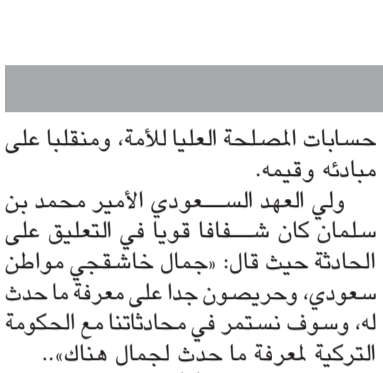 حسابات المصلحة العليا للأمة، ومنقلبا على
مبادئه وقيمه.
ولي العهد الســـعودي الأمير محمد بن
سلمان كان شـــفافا قويا في التعليق على
الحادثة حيث قال: «جمال خاشقجي مواطن
سعودي، وحريصون جدا على معرفة ما حدث
له، وسوف نستمر في محادثاتنا مع الحكومة
التركية لمعرفة ما حدث لجمال هناك»..